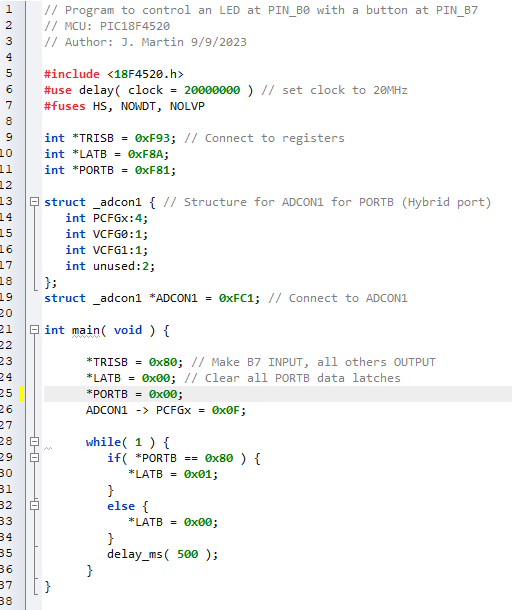 1 // Program to control an LED at PIN_B0 with a button at PIN_B7
2 // MCU: PIC18F4520
3 // Author: J. Martin 9/9/2023
4
5 #include <18F4520.h>
6 #use delay( clock = 20000000 ) // set clock to 20MHz
7 #fuses HS, NOWDT, NOLVP
8
9 int *TRISB = 0xF93; // Connect to registers
10 int *LATB = 0xF8A;
11 int *PORTB = 0xF81;
12
13 struct _adcon1 { // Structure for ADCON1 for PORTB (Hybrid port)
14 int PCFGx:4;
15 int VCFG0:1;
16 int VCFG1:1;
17 int unused:2;
18 };
19 struct _adcon1 *ADCON1 = 0xFC1; // Connect to ADCON1
20
21 int main( void ) {
22
23 *TRISB = 0x80; // Make B7 INPUT, all others OUTPUT
24 *LATB = 0x00; // Clear all PORTB data latches
25 *PORTB = 0x00;
26 ADCON1 -> PCFGx = 0x0F;
27
28 while( 1 ) {
29 if( *PORTB == 0x80 ) {
30 *LATB = 0x01;
31 }
32 else {
33 *LATB = 0x00;
34 }
35 delay_ms( 500 );
36 }
37 }
38